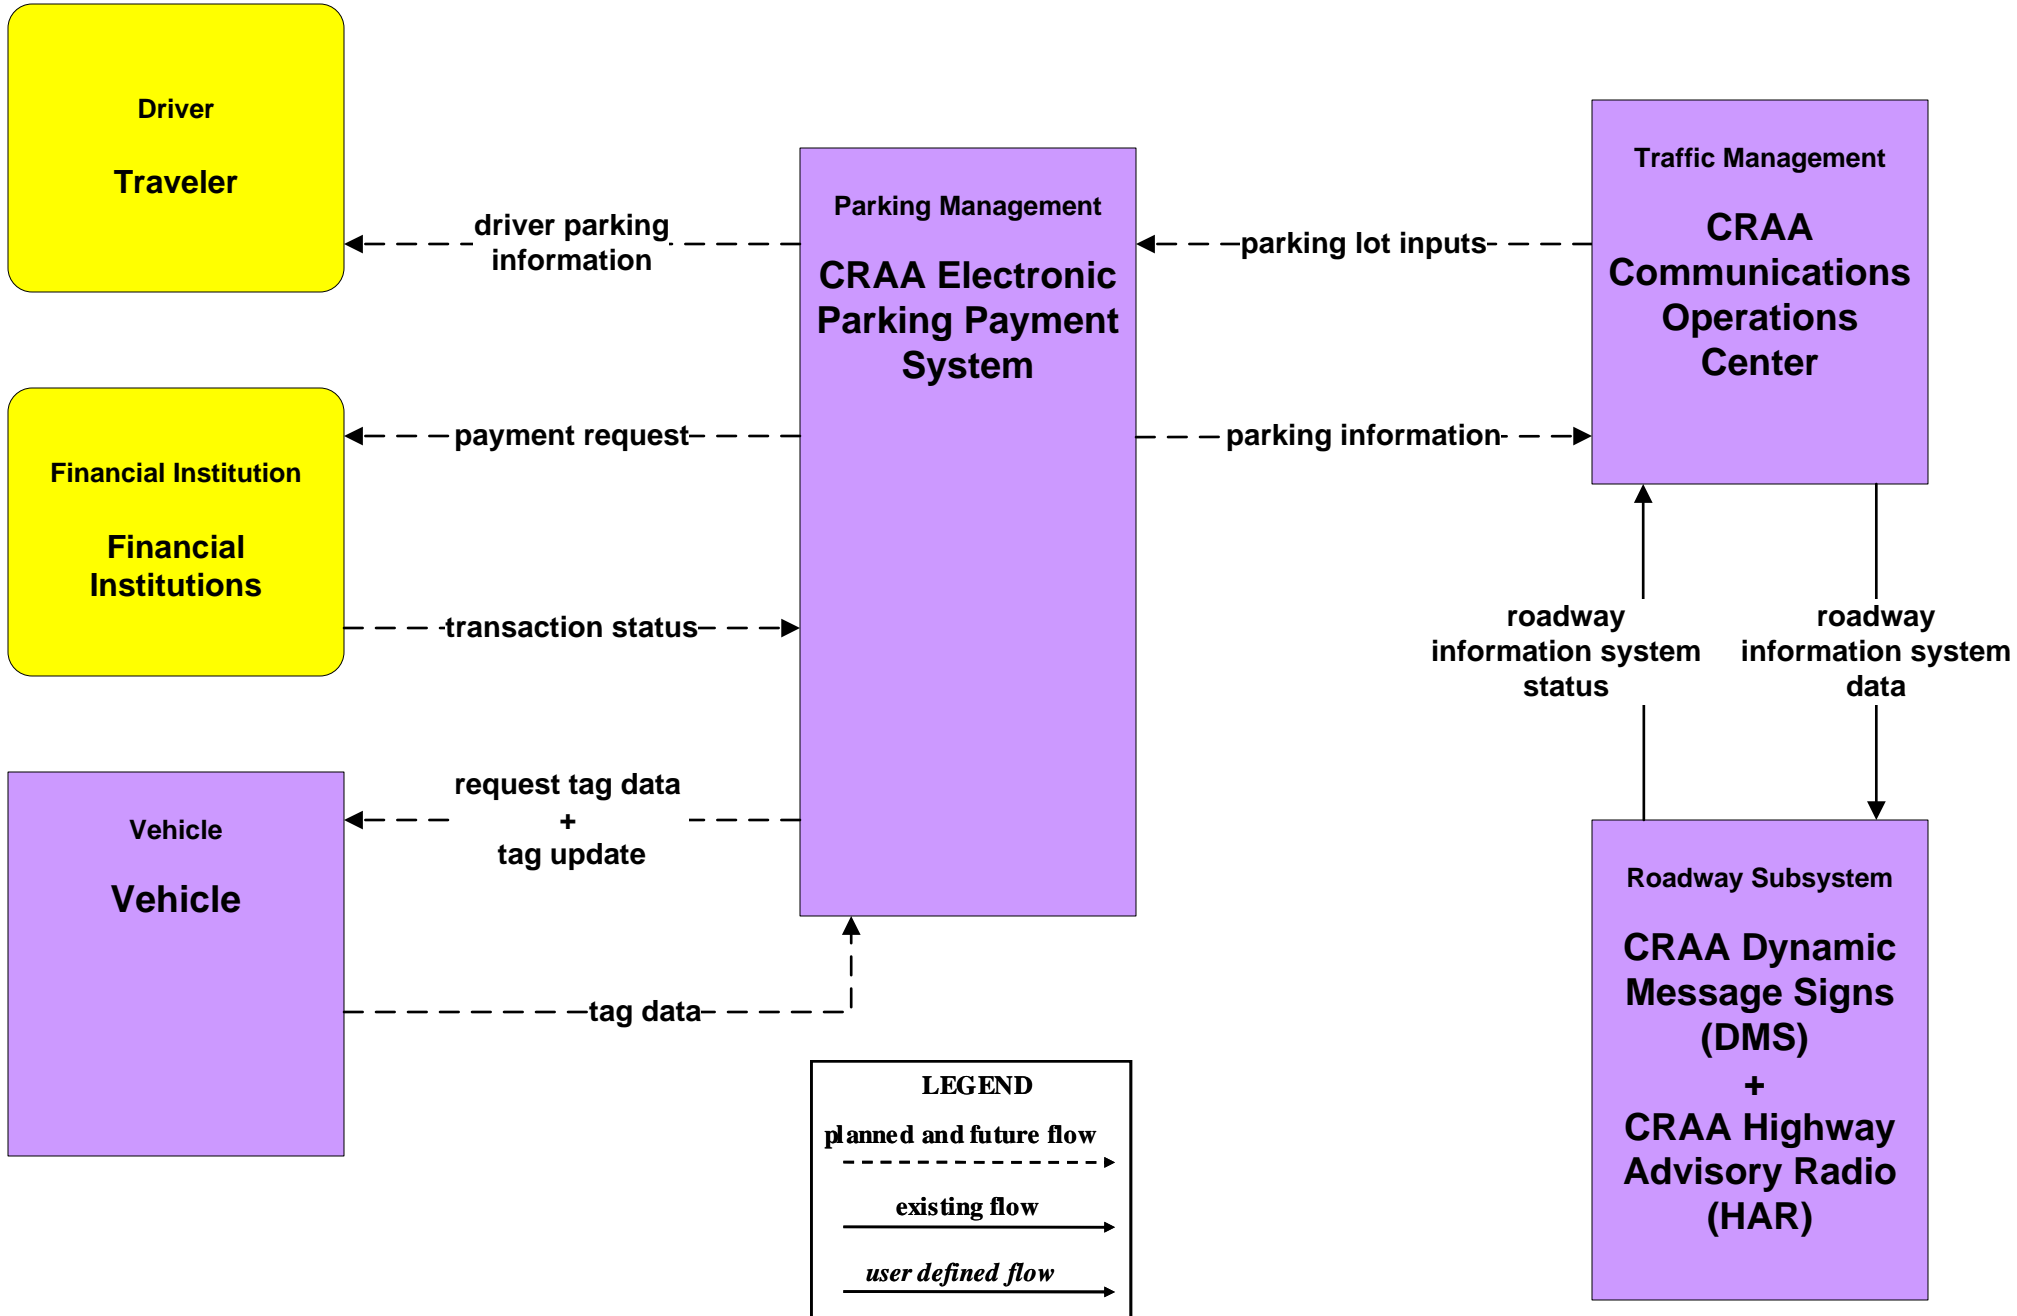 Driver
Traveler
driver parking
information
Parking Management
CRAA Electronic
Parking Payment
System
parking lot inputs
Traffic Management
CRAA
Communications
Operations
Center
Financial Institution
Financial
Institutions
payment request
parking information
transaction status
roadway
information system
status
roadway
information system
data
Vehicle
Vehicle
request tag data
+
tag update
tag data
Roadway Subsystem
CRAA Dynamic
Message Signs
(DMS)
+
CRAA Highway
Advisory Radio
(HAR)
LEGEND
planned and future flow
existing flow
user defined flow